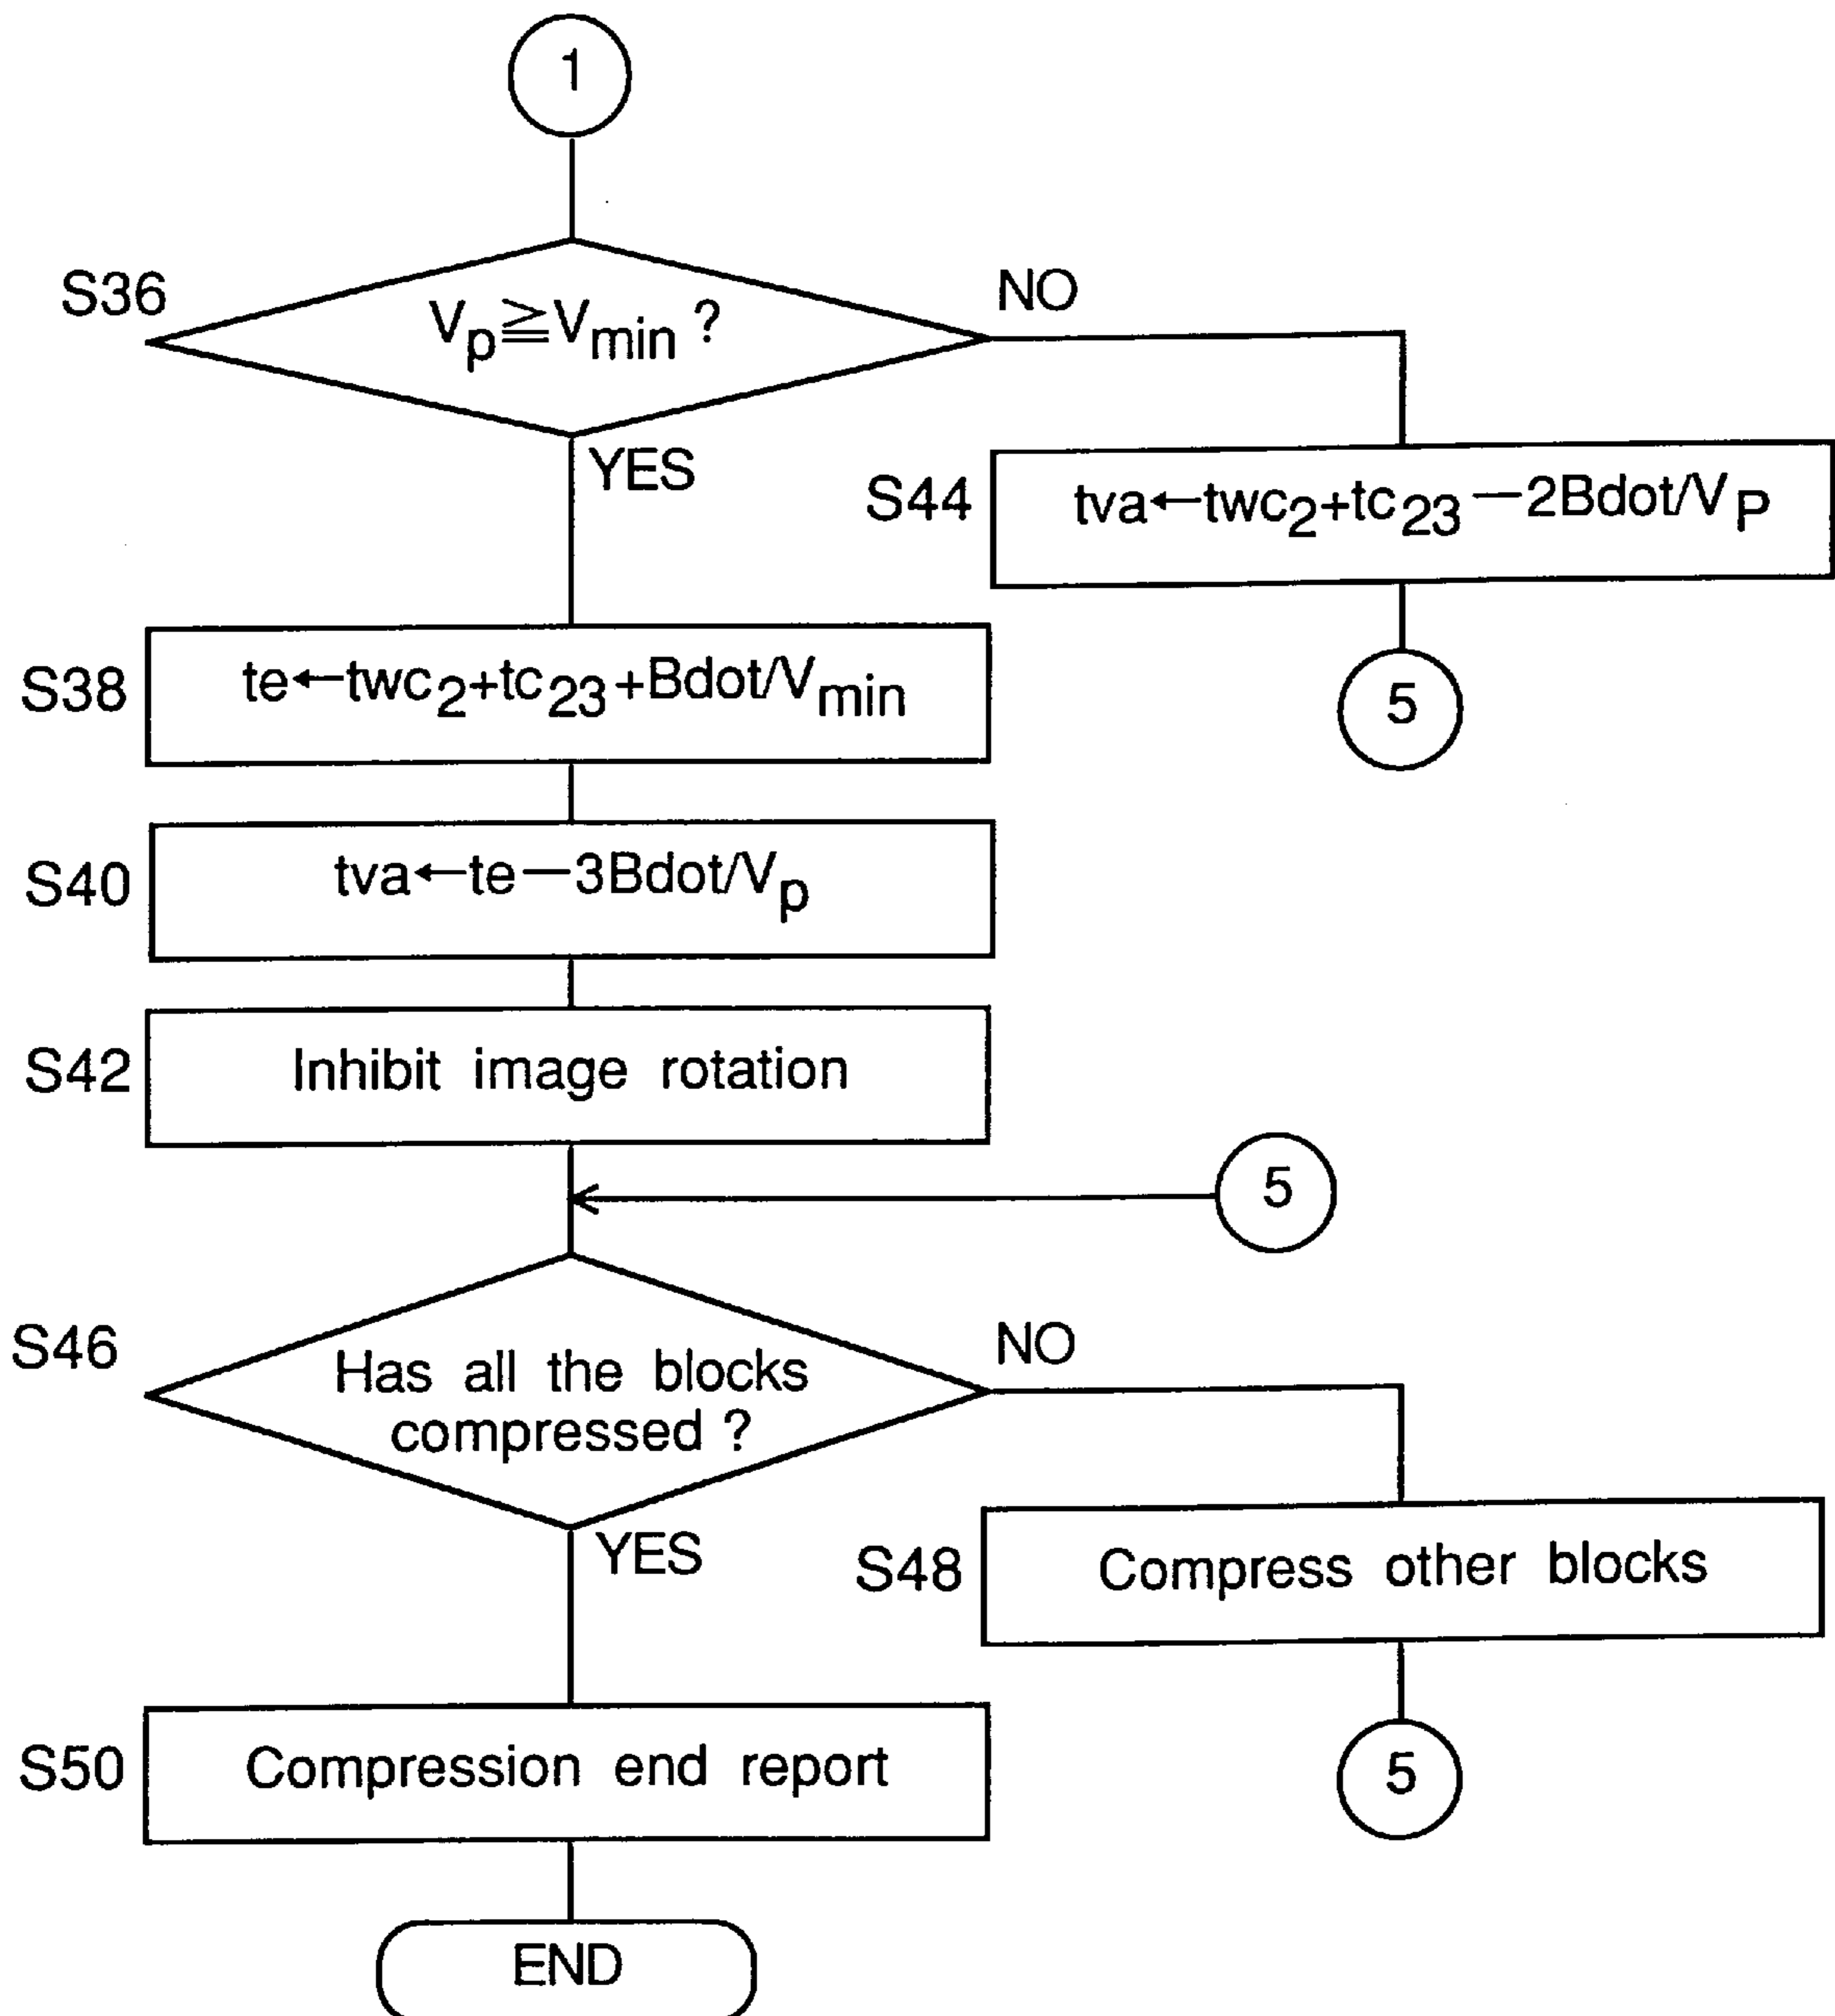 1
S36
Vp≧Vmin ?
NO
YES
S44
tva←twc2+tc23—2Bdot/VP
5
S38
te←twc2+tc23+Bdot/Vmin
S40
tva←te—3Bdot/Vp
S42
Inhibit image rotation
5
S46
Has all the blocks
compressed ?
NO
YES
S48
Compress other blocks
5
S50
Compression end report
END